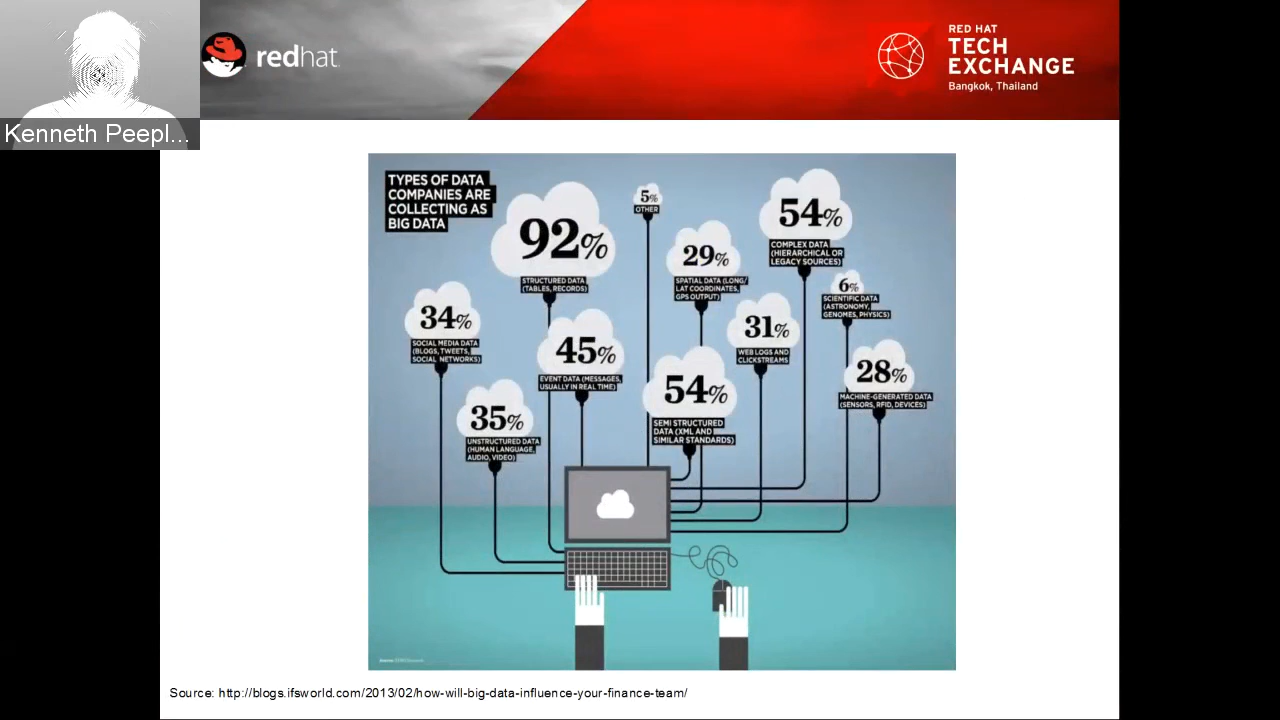 Kenneth Peepl...
redhat
RED HAT
TECH
EXCHANGE
Bangkok, Thailand
TYPES OF DATA
COMPANIES ARE
COLLECTING AS
BIG DATA
92%
STRUCTURED DATA
(TABLES, RECORDS)
5%
OTHER
29%
SPATIAL DATA (LONG/
LAT COORDINATES,
GPS OUTPUT)
54%
COMPLEX DATA
(HIERARCHICAL OR
LEGACY SOURCES)
6%
SCIENTIFIC DATA
(ASTRONOMY,
GENOMES, PHYSICS)
34%
SOCIAL MEDIA DATA
(BLOGS, TWEETS,
SOCIAL NETWORKS)
45%
EVENT DATA (MESSAGES,
USUALLY IN REAL TIME)
31%
WEB LOGS AND
CLICKSTREAMS
28%
MACHINE-GENERATED DATA
(SENSORS, RFID, DEVICES)
35%
UNSTRUCTURED DATA
(HUMAN LANGUAGE,
AUDIO, VIDEO)
54%
SEMI STRUCTURED
DATA (XML AND
SIMILAR STANDARDS)
Source: http://blogs.ifsworld.com/2013/02/how-will-big-data-influence-your-finance-team/